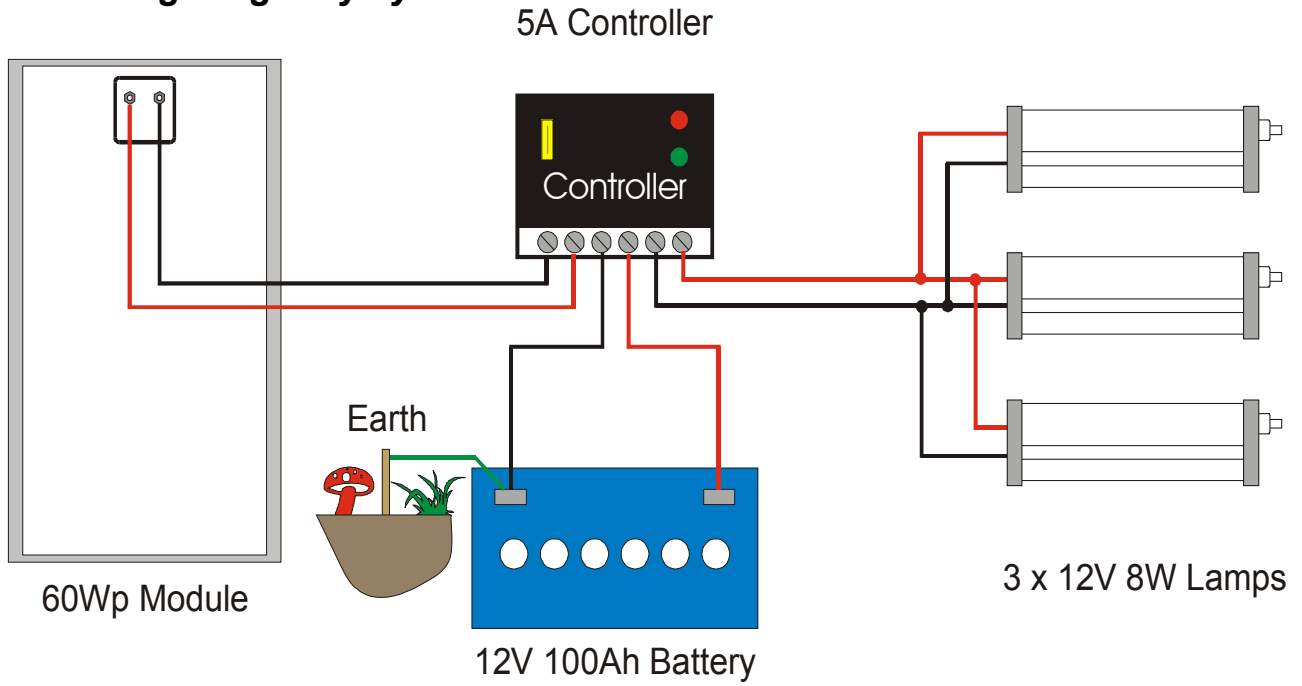 5A Controller
Controller
Earth
60Wp Module
3 x 12V 8W Lamps
12V 100Ah Battery